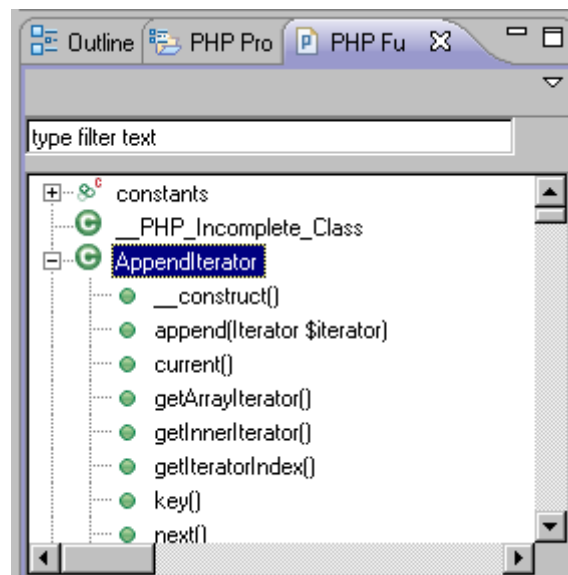 Outline PHP Pro PHP Fu
type filter text
constants
__PHP_Incomplete_Class
AppendIterator
__construct()
append(Iterator $iterator)
current()
getArrayIterator()
getInnerIterator()
getIteratorIndex()
key()
next()